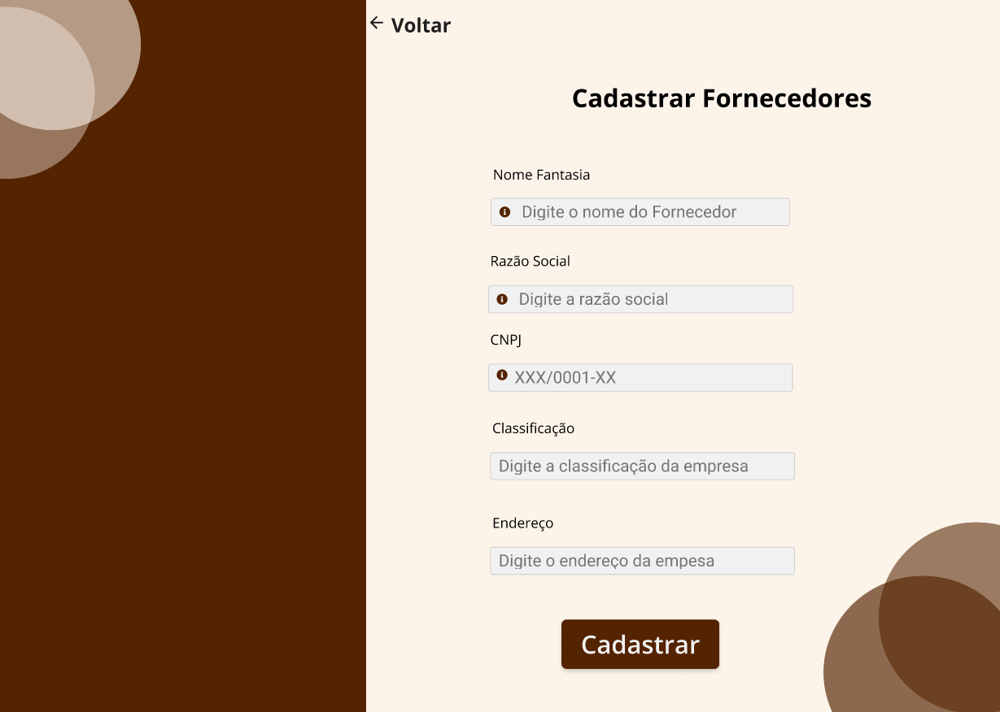 Voltar
Cadastrar Fornecedores
Nome Fantasia
Digite o nome do Fornecedor
Razão Social
Digite a razão social
CNPJ
XXX/0001-XX
Classificação
Digite a classificação da empresa
Endereço
Digite o endereço da empesa
Cadastrar